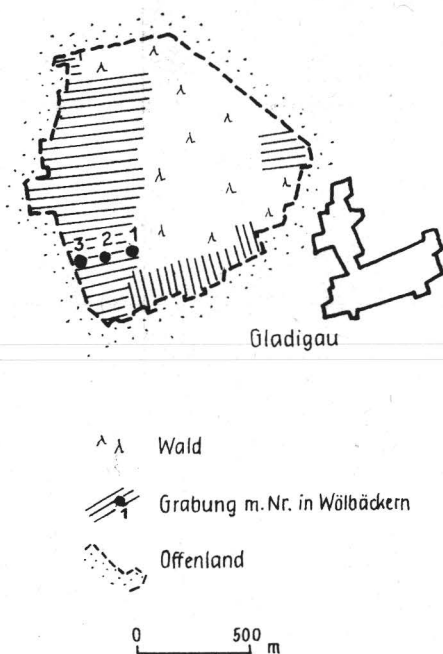 3 2 1
Gladigau
Wald
1
Grabung m. Nr. in Wölbäckern
Offenland
0 500 m